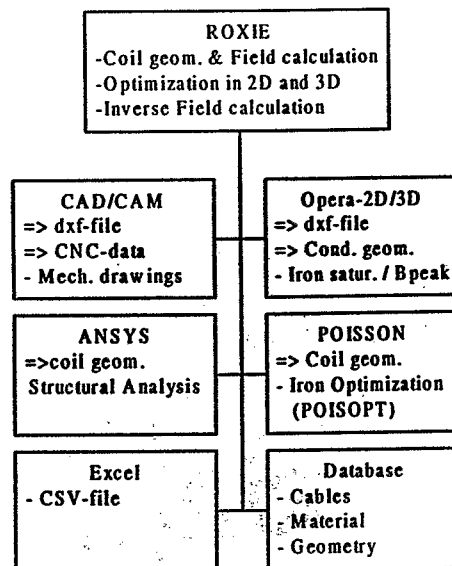 ROXIE
-Coil geom. & Field calculation
-Optimization in 2D and 3D
-Inverse Field calculation
CAD/CAM
=> dxf-file
=> CNC-data
- Mech. drawings
Opera-2D/3D
=> dxf-file
=> Cond. geom.
- Iron satur. / Bpeak
ANSYS
=>coil geom.
Structural Analysis
POISSON
=> Coil geom.
- Iron Optimization
(POISOPT)
Excel
- CSV-file
Database
- Cables
- Material
- Geometry